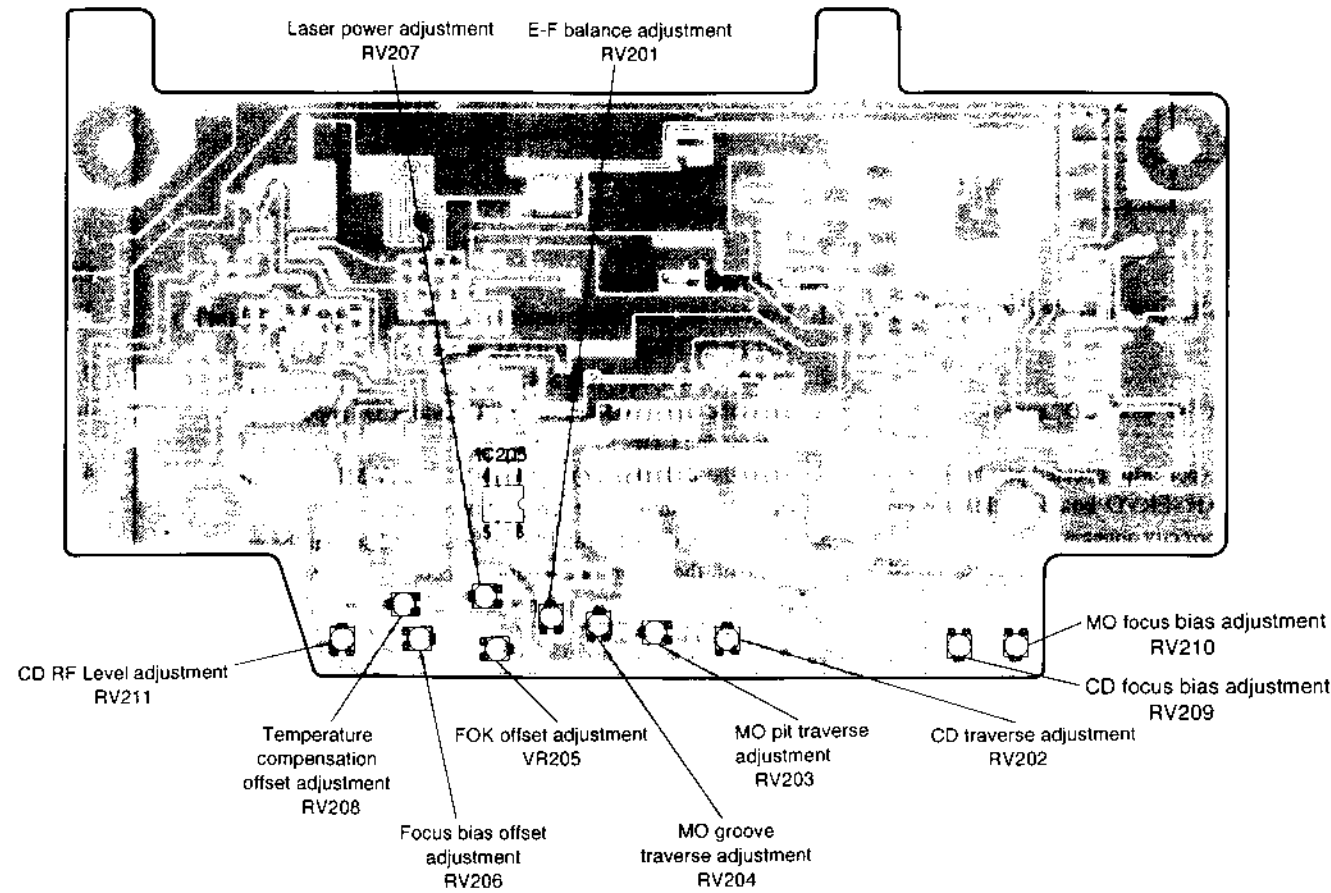 Laser power adjustment
RV207
E-F balance adjustment
RV201
IC205
5 8
MO focus bias adjustment
RV210
CD RF Level adjustment
RV211
CD focus bias adjustment
RV209
Temperature
compensation
offset adjustment
RV208
FOK offset adjustment
VR205
MO pit traverse
adjustment
RV203
CD traverse adjustment
RV202
Focus bias offset
adjustment
RV206
MO groove
traverse adjustment
RV204